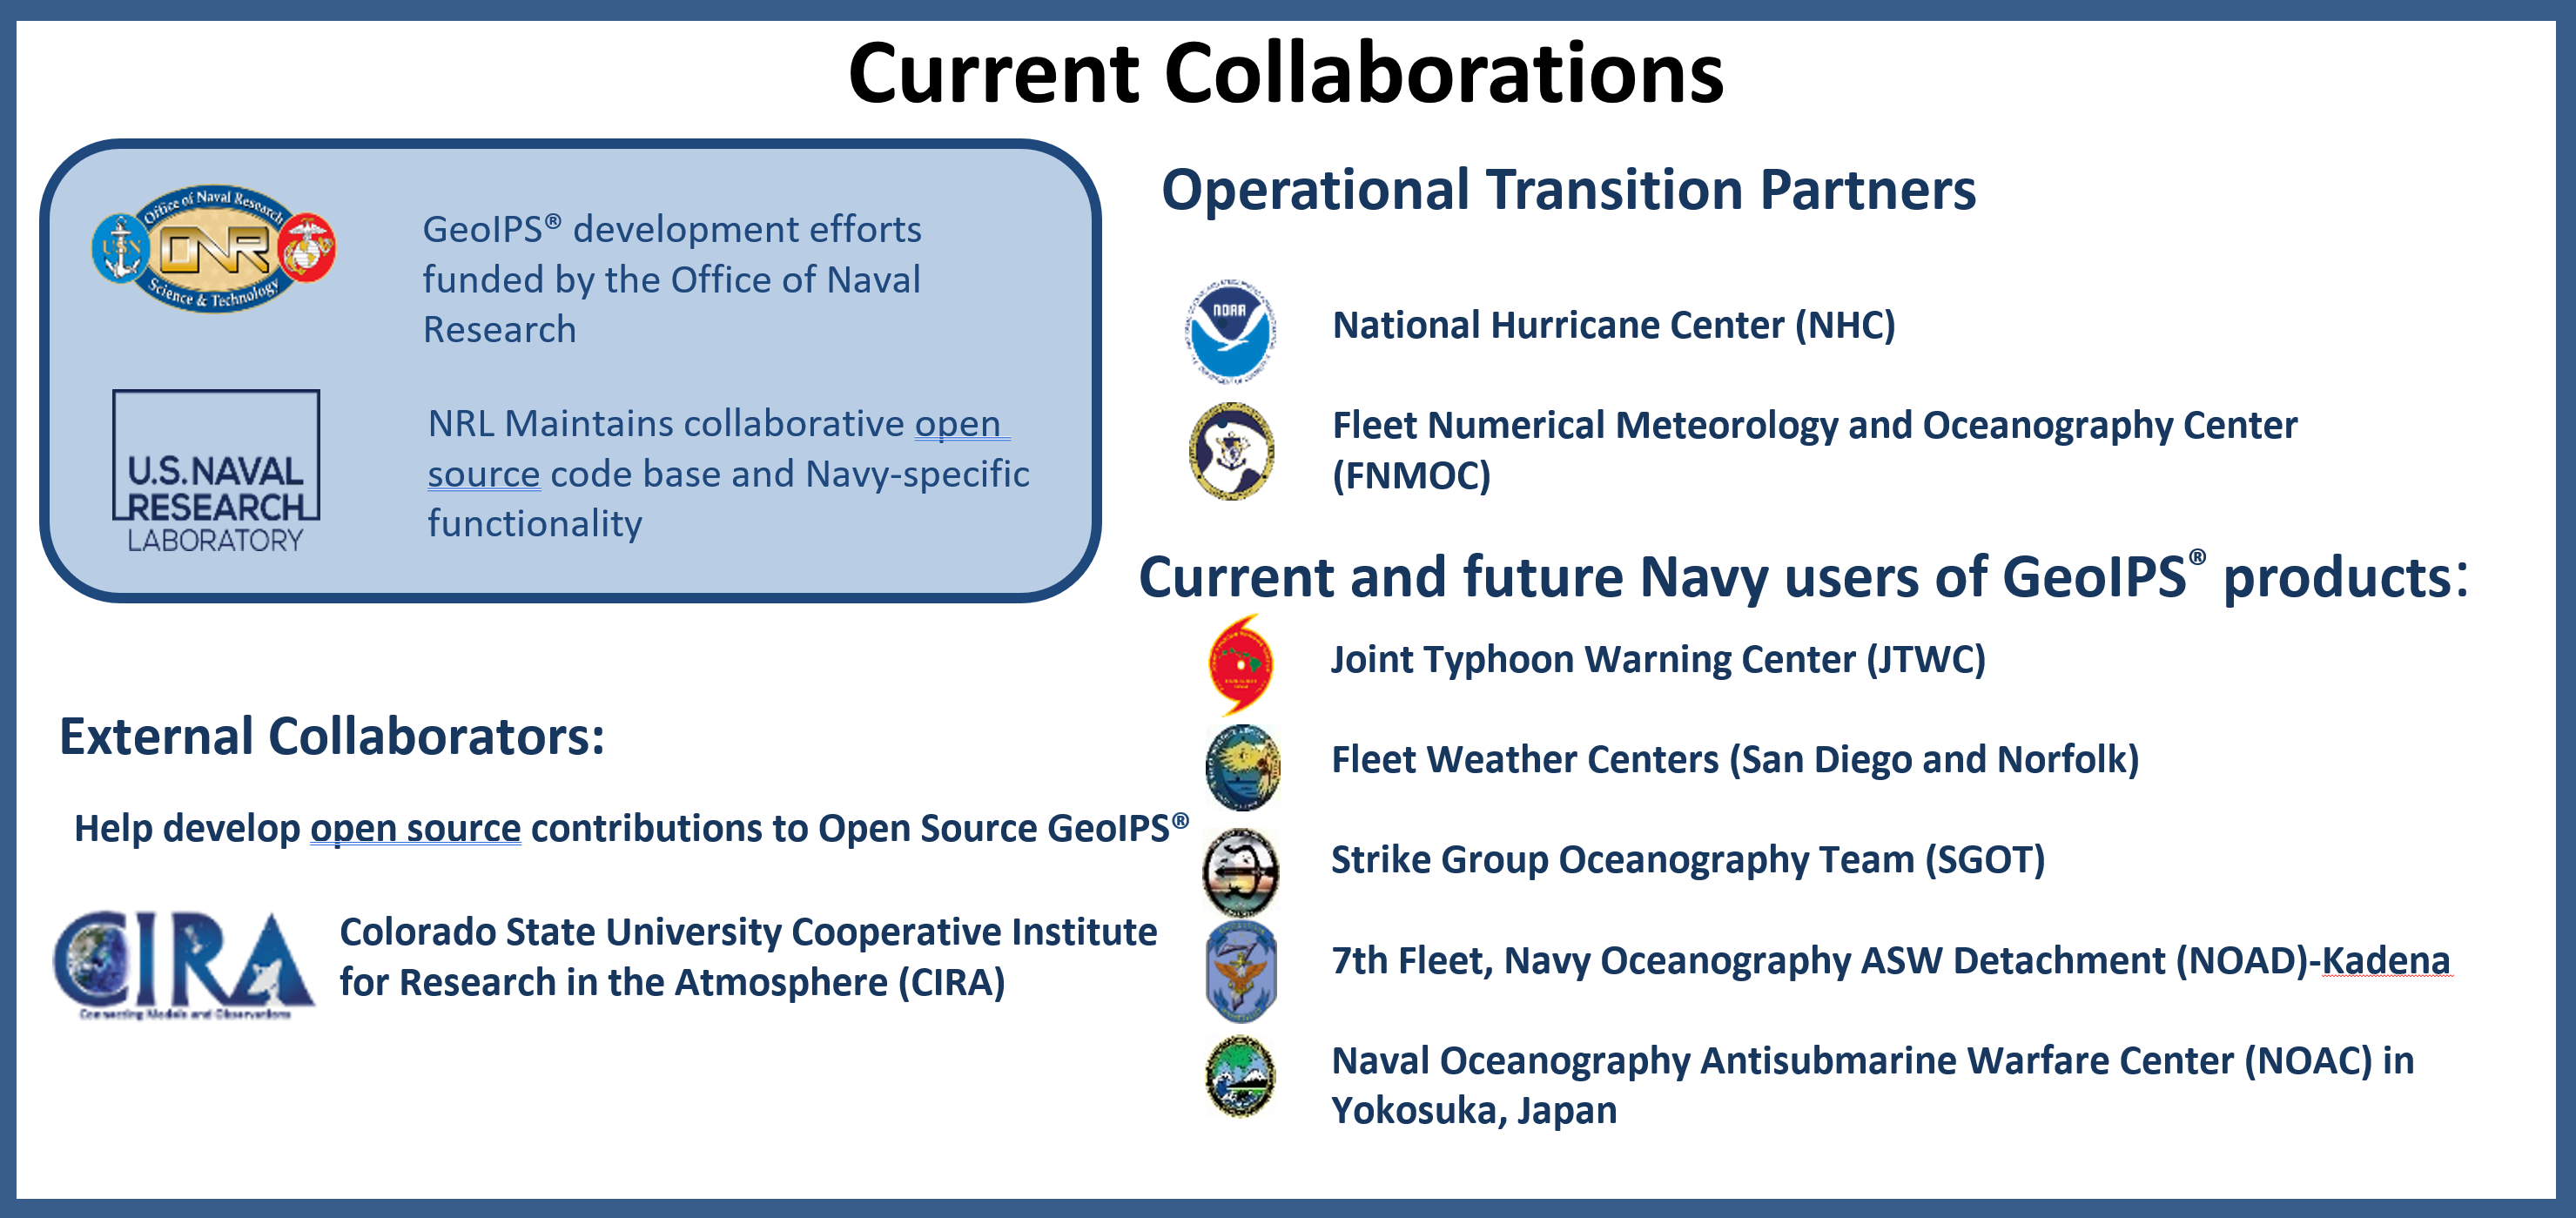 Current Collaborations
Office of Naval Research
USN
ONR
Science & Technology
GeoIPS® development efforts
funded by the Office of Naval
Research
U.S. NAVAL
RESEARCH
LABORATORY
NRL Maintains collaborative open
source code base and Navy-specific
functionality
External Collaborators:
Help develop open source contributions to Open Source GeoIPS®
CIRA
Connecting Models and Observations
Colorado State University Cooperative Institute
for Research in the Atmosphere (CIRA)
Operational Transition Partners
NOAA
National Hurricane Center (NHC)
Fleet Numerical Meteorology and Oceanography Center
(FNMOC)
Current and future Navy users of GeoIPS® products:
Joint Typhoon Warning Center (JTWC)
Fleet Weather Centers (San Diego and Norfolk)
Strike Group Oceanography Team (SGOT)
7
7th Fleet, Navy Oceanography ASW Detachment (NOAD)-Kadena
Naval Oceanography Antisubmarine Warfare Center (NOAC) in
Yokosuka, Japan